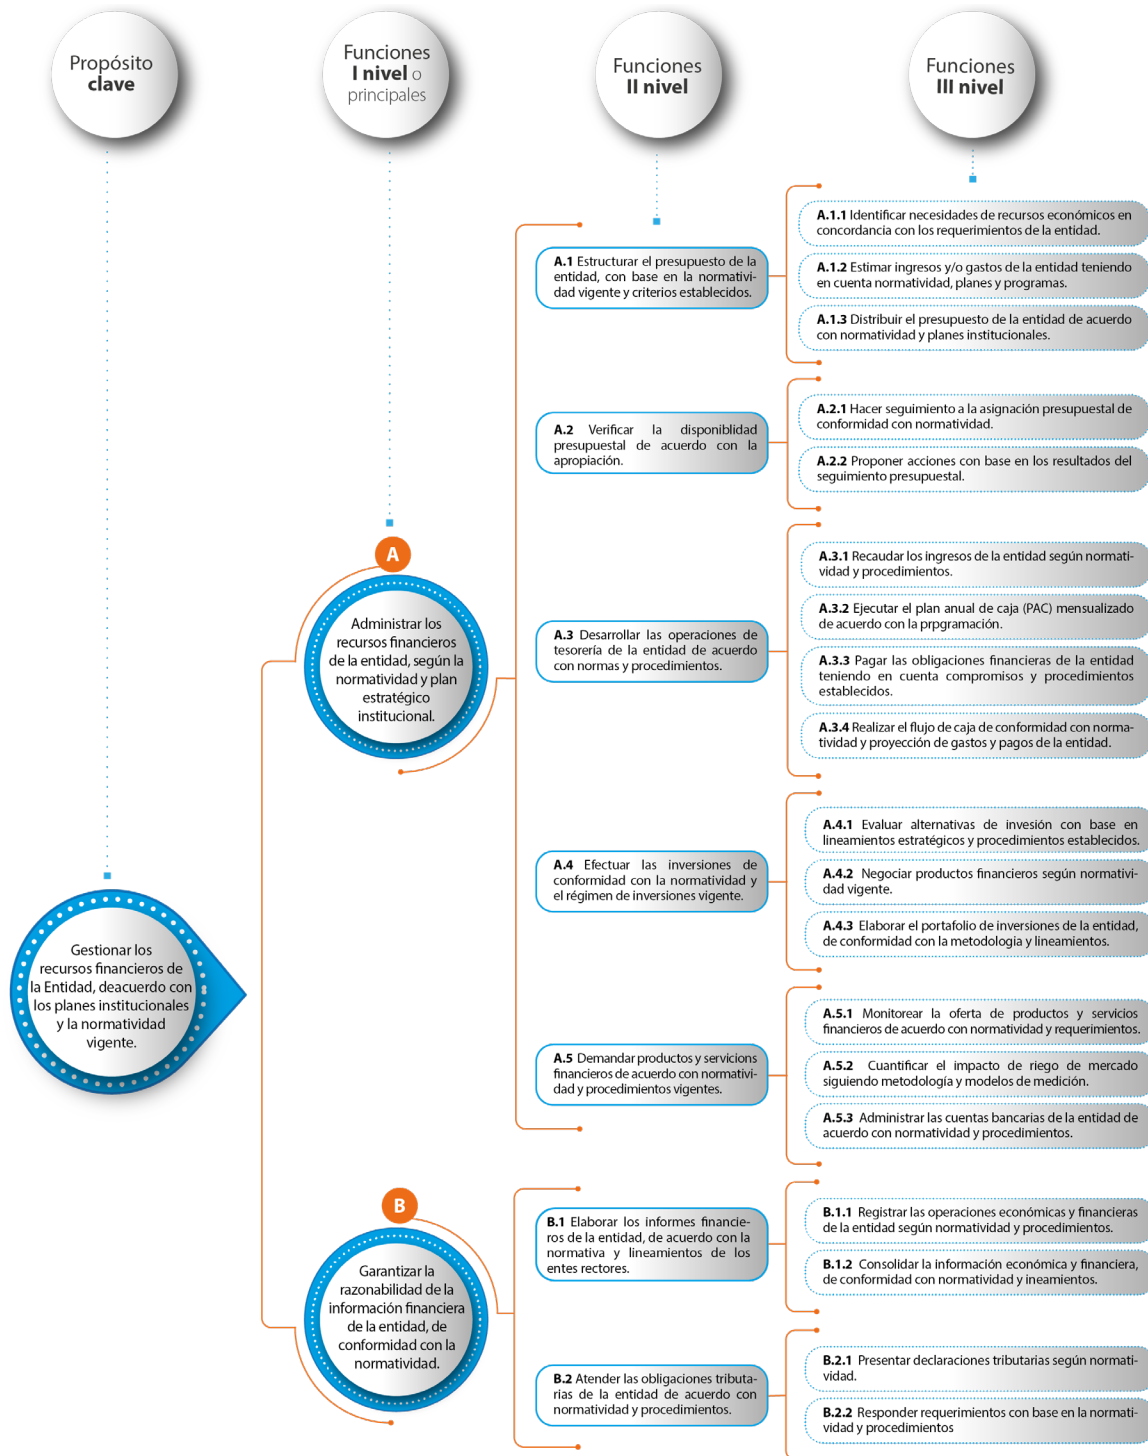 Propósito
clave
Funciones
I nivel o
principales
Funciones
II nivel
Funciones
III nivel
A.1 Estructurar el presupuesto de la
entidad, con base en la normativi-
dad vigente y criterios establecidos.
A.1.1 Identificar necesidades de recursos económicos en
concordancia con los requerimientos de la entidad.
A.1.2 Estimar ingresos y/o gastos de la entidad teniendo
en cuenta normatividad, planes y programas.
A.1.3 Distribuir el presupuesto de la entidad de acuerdo
con normatividad y planes institucionales.
A.2 Verificar la disponiblidad
presupuestal de acuerdo con la
apropiación.
A.2.1 Hacer seguimiento a la asignación presupuestal de
conformidad con normatividad.
A.2.2 Proponer acciones con base en los resultados del
seguimiento presupuestal.
A
Administrar los
recursos financieros
de la entidad, según la
normatividad y plan
estratégico
institucional.
A.3 Desarrollar las operaciones de
tesorería de la entidad de acuerdo
con normas y procedimientos.
A.3.1 Recaudar los ingresos de la entidad según normati-
vidad y procedimientos.
A.3.2 Ejecutar el plan anual de caja (PAC) mensualizado
de acuerdo con la prpgramación.
A.3.3 Pagar las obligaciones financieras de la entidad
teniendo en cuenta compromisos y procedimientos
establecidos.
A.3.4 Realizar el flujo de caja de conformidad con norma-
tividad y proyección de gastos y pagos de la entidad.
A.4 Efectuar las inversiones de
conformidad con la normatividad y
el régimen de inversiones vigente.
A.4.1 Evaluar alternativas de invesión con base en
lineamientos estratégicos y procedimientos establecidos.
A.4.2 Negociar productos financieros según normativi-
dad vigente.
A.4.3 Elaborar el portafolio de inversiones de la entidad,
de conformidad con la metodologia y lineamientos.
Gestionar los
recursos financieros de
la Entidad, deacuerdo con
los planes institucionales
y la normatividad
vigente.
A.5 Demandar productos y servicions
financieros de acuerdo con normativi-
dad y procedimientos vigentes.
A.5.1 Monitorear la oferta de productos y servicios
financieros de acuerdo con normatividad y requerimientos.
A.5.2 Cuantificar el impacto de riego de mercado
siguiendo metodología y modelos de medición.
A.5.3 Administrar las cuentas bancarias de la entidad de
acuerdo con normatividad y procedimientos.
B
Garantizar la
razonabilidad de la
información financiera
de la entidad, de
conformidad con la
normatividad.
B.1 Elaborar los informes financie-
ros de la entidad, de acuerdo con la
normativa y lineamientos de los
entes rectores.
B.1.1 Registrar las operaciones económicas y financieras
de la entidad según normatividad y procedimientos.
B.1.2 Consolidar la información económica y financiera,
de conformidad con normatividad y ineamientos.
B.2 Atender las obligaciones tributa-
rias de la entidad de acuerdo con
normatividad y procedimientos.
B.2.1 Presentar declaraciones tributarias según normati-
vidad.
B.2.2 Responder requerimientos con base en la normati-
vidad y procedimientos